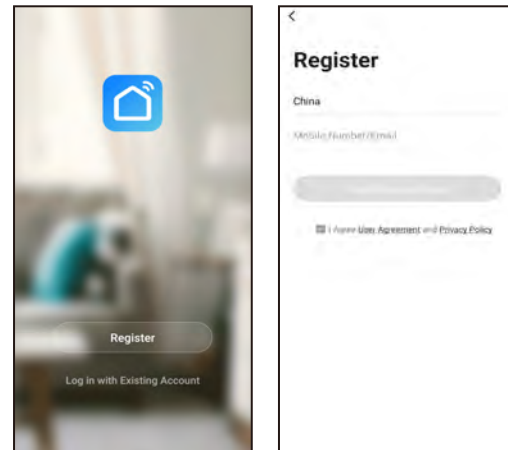 Register
Log in with Existing Account
Register
China
Mobile Number/Email
I Agree User Agreement and Privacy Policy